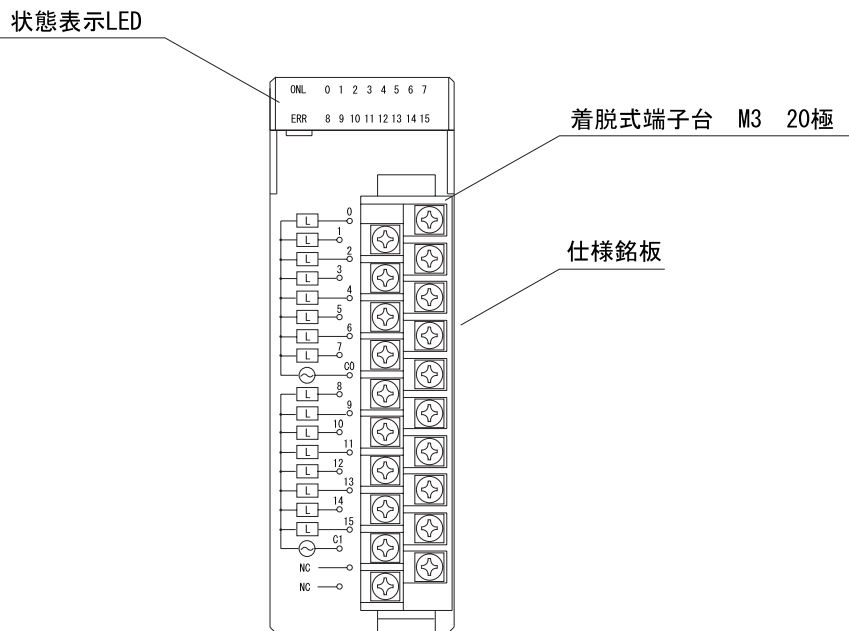 状態表示LED
ONL 0 1 2 3 4 5 6 7
ERR 8 9 10 11 12 13 14 15
着脱式端子台 M3 20極
仕様銘板
L 0
L 1
L 2
L 3
L 4
L 5
L 6
L 7
C0
L 8
L 9
L 10
L 11
L 12
L 13
L 14
L 15
C1
NC
NC